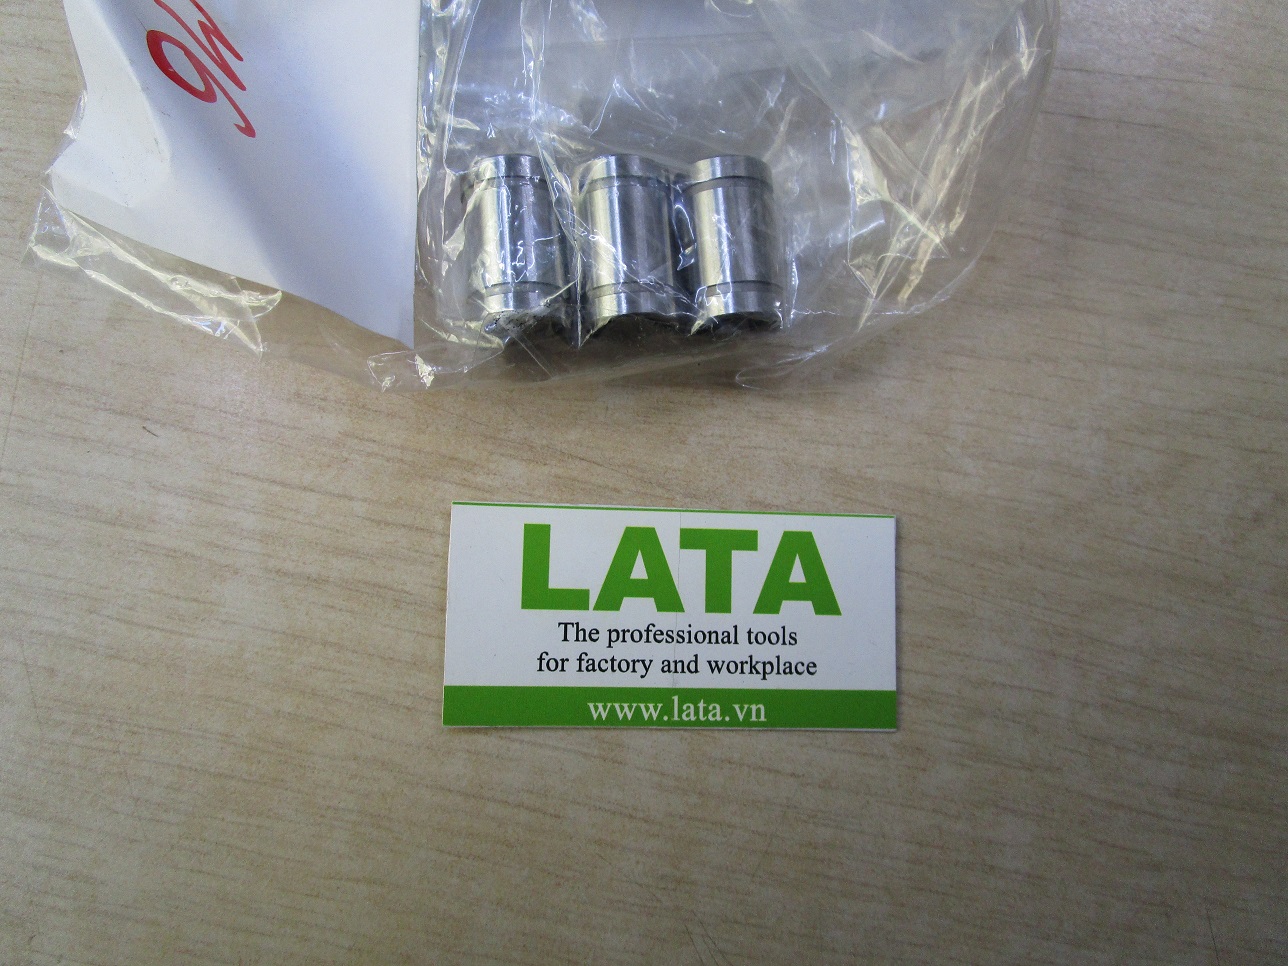 LATA
The professional tools
for factory and workplace
www.lata.vn